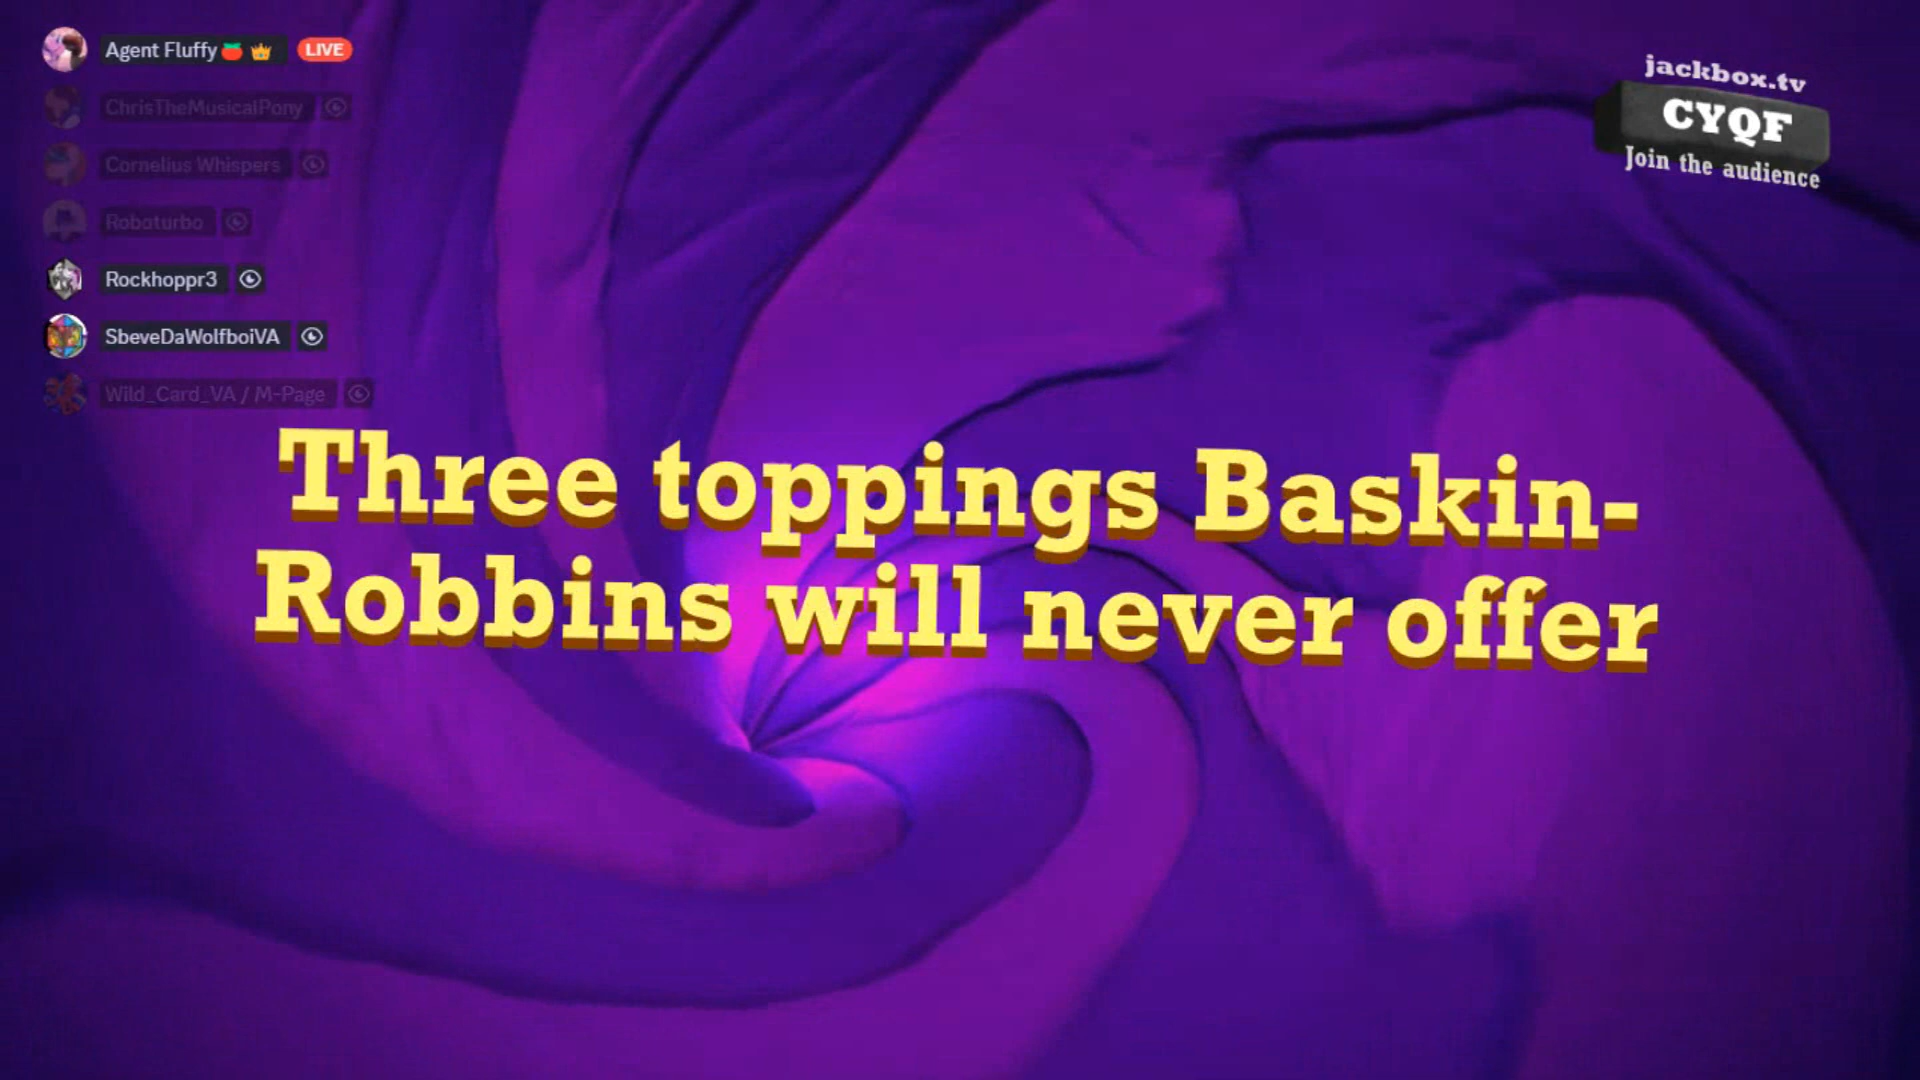 Agent Fluffy🍅👑 LIVE
ChrisTheMusicalPony
Cornelius Whispers
Roboturbo
Rockhoppr3
SbeveDaWolfboiVA
Wild_Card_VA / M-Page
jackbox.tv
CYQF
Join the audience
Three toppings Baskin-
Robbins will never offer